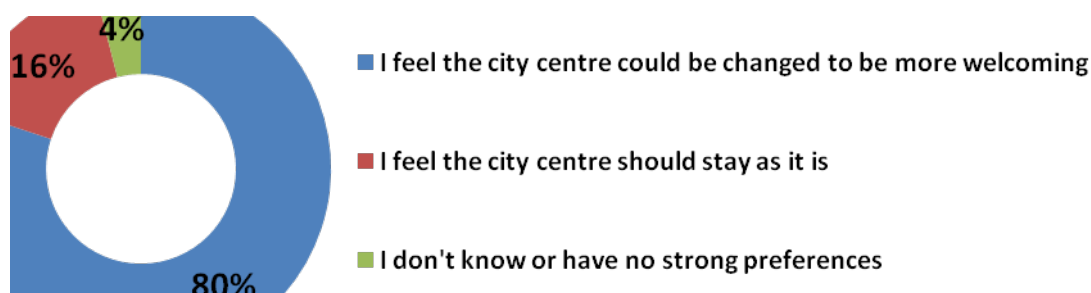 4%
16%
I feel the city centre could be changed to be more welcoming
I feel the city centre should stay as it is
I don't know or have no strong preferences
80%